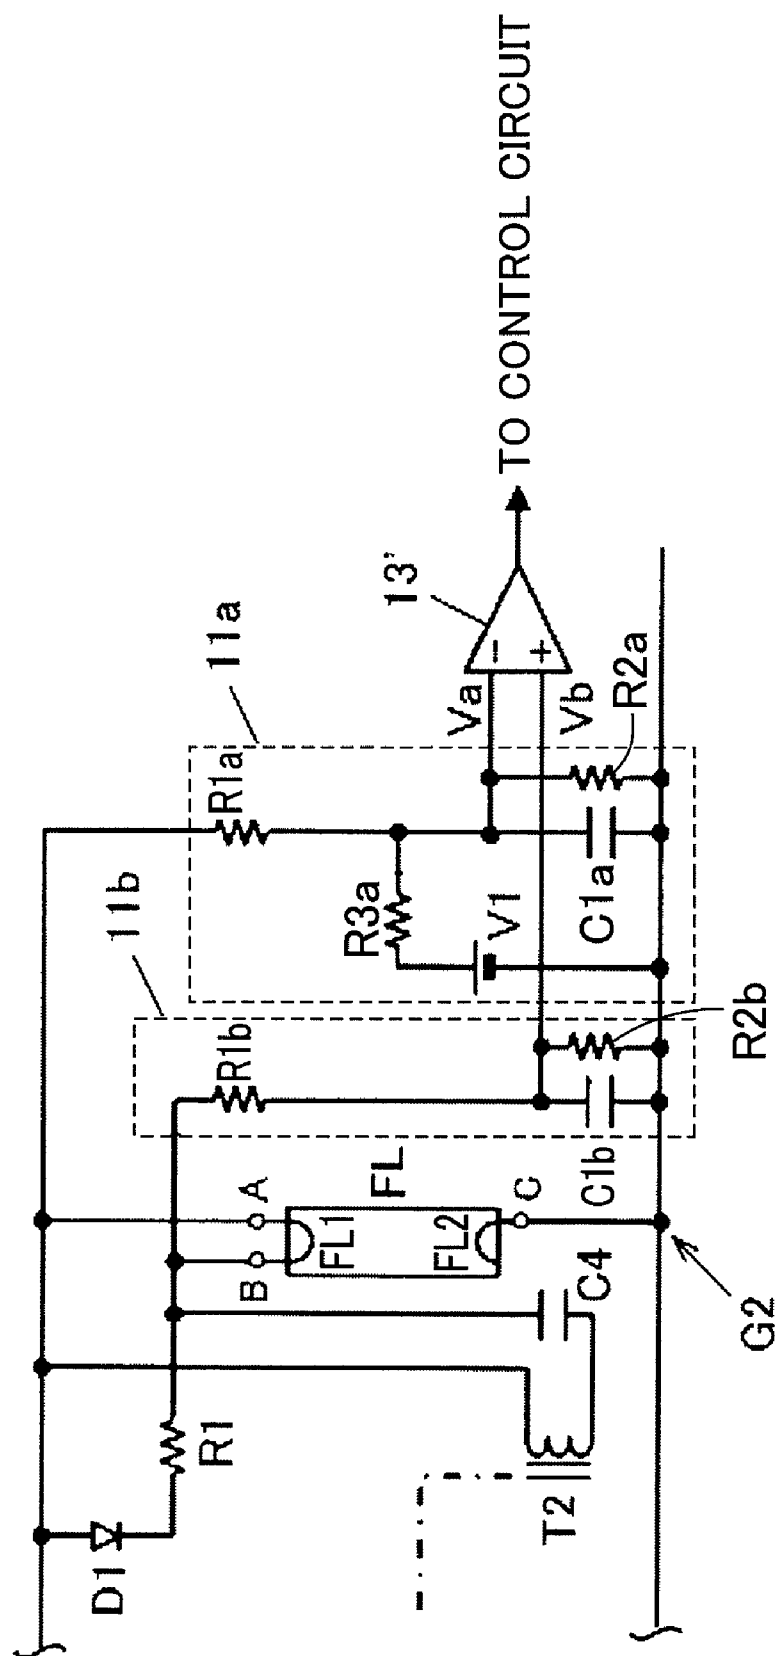 TO CONTROL CIRCUIT
13'
11a
Va
Vb
R2a
R1a
11b
R3a
V1
C1a
R1b
R2b
FL
C1b
A
B
FL1
FL2
C
C4
G2
R1
T2
D1